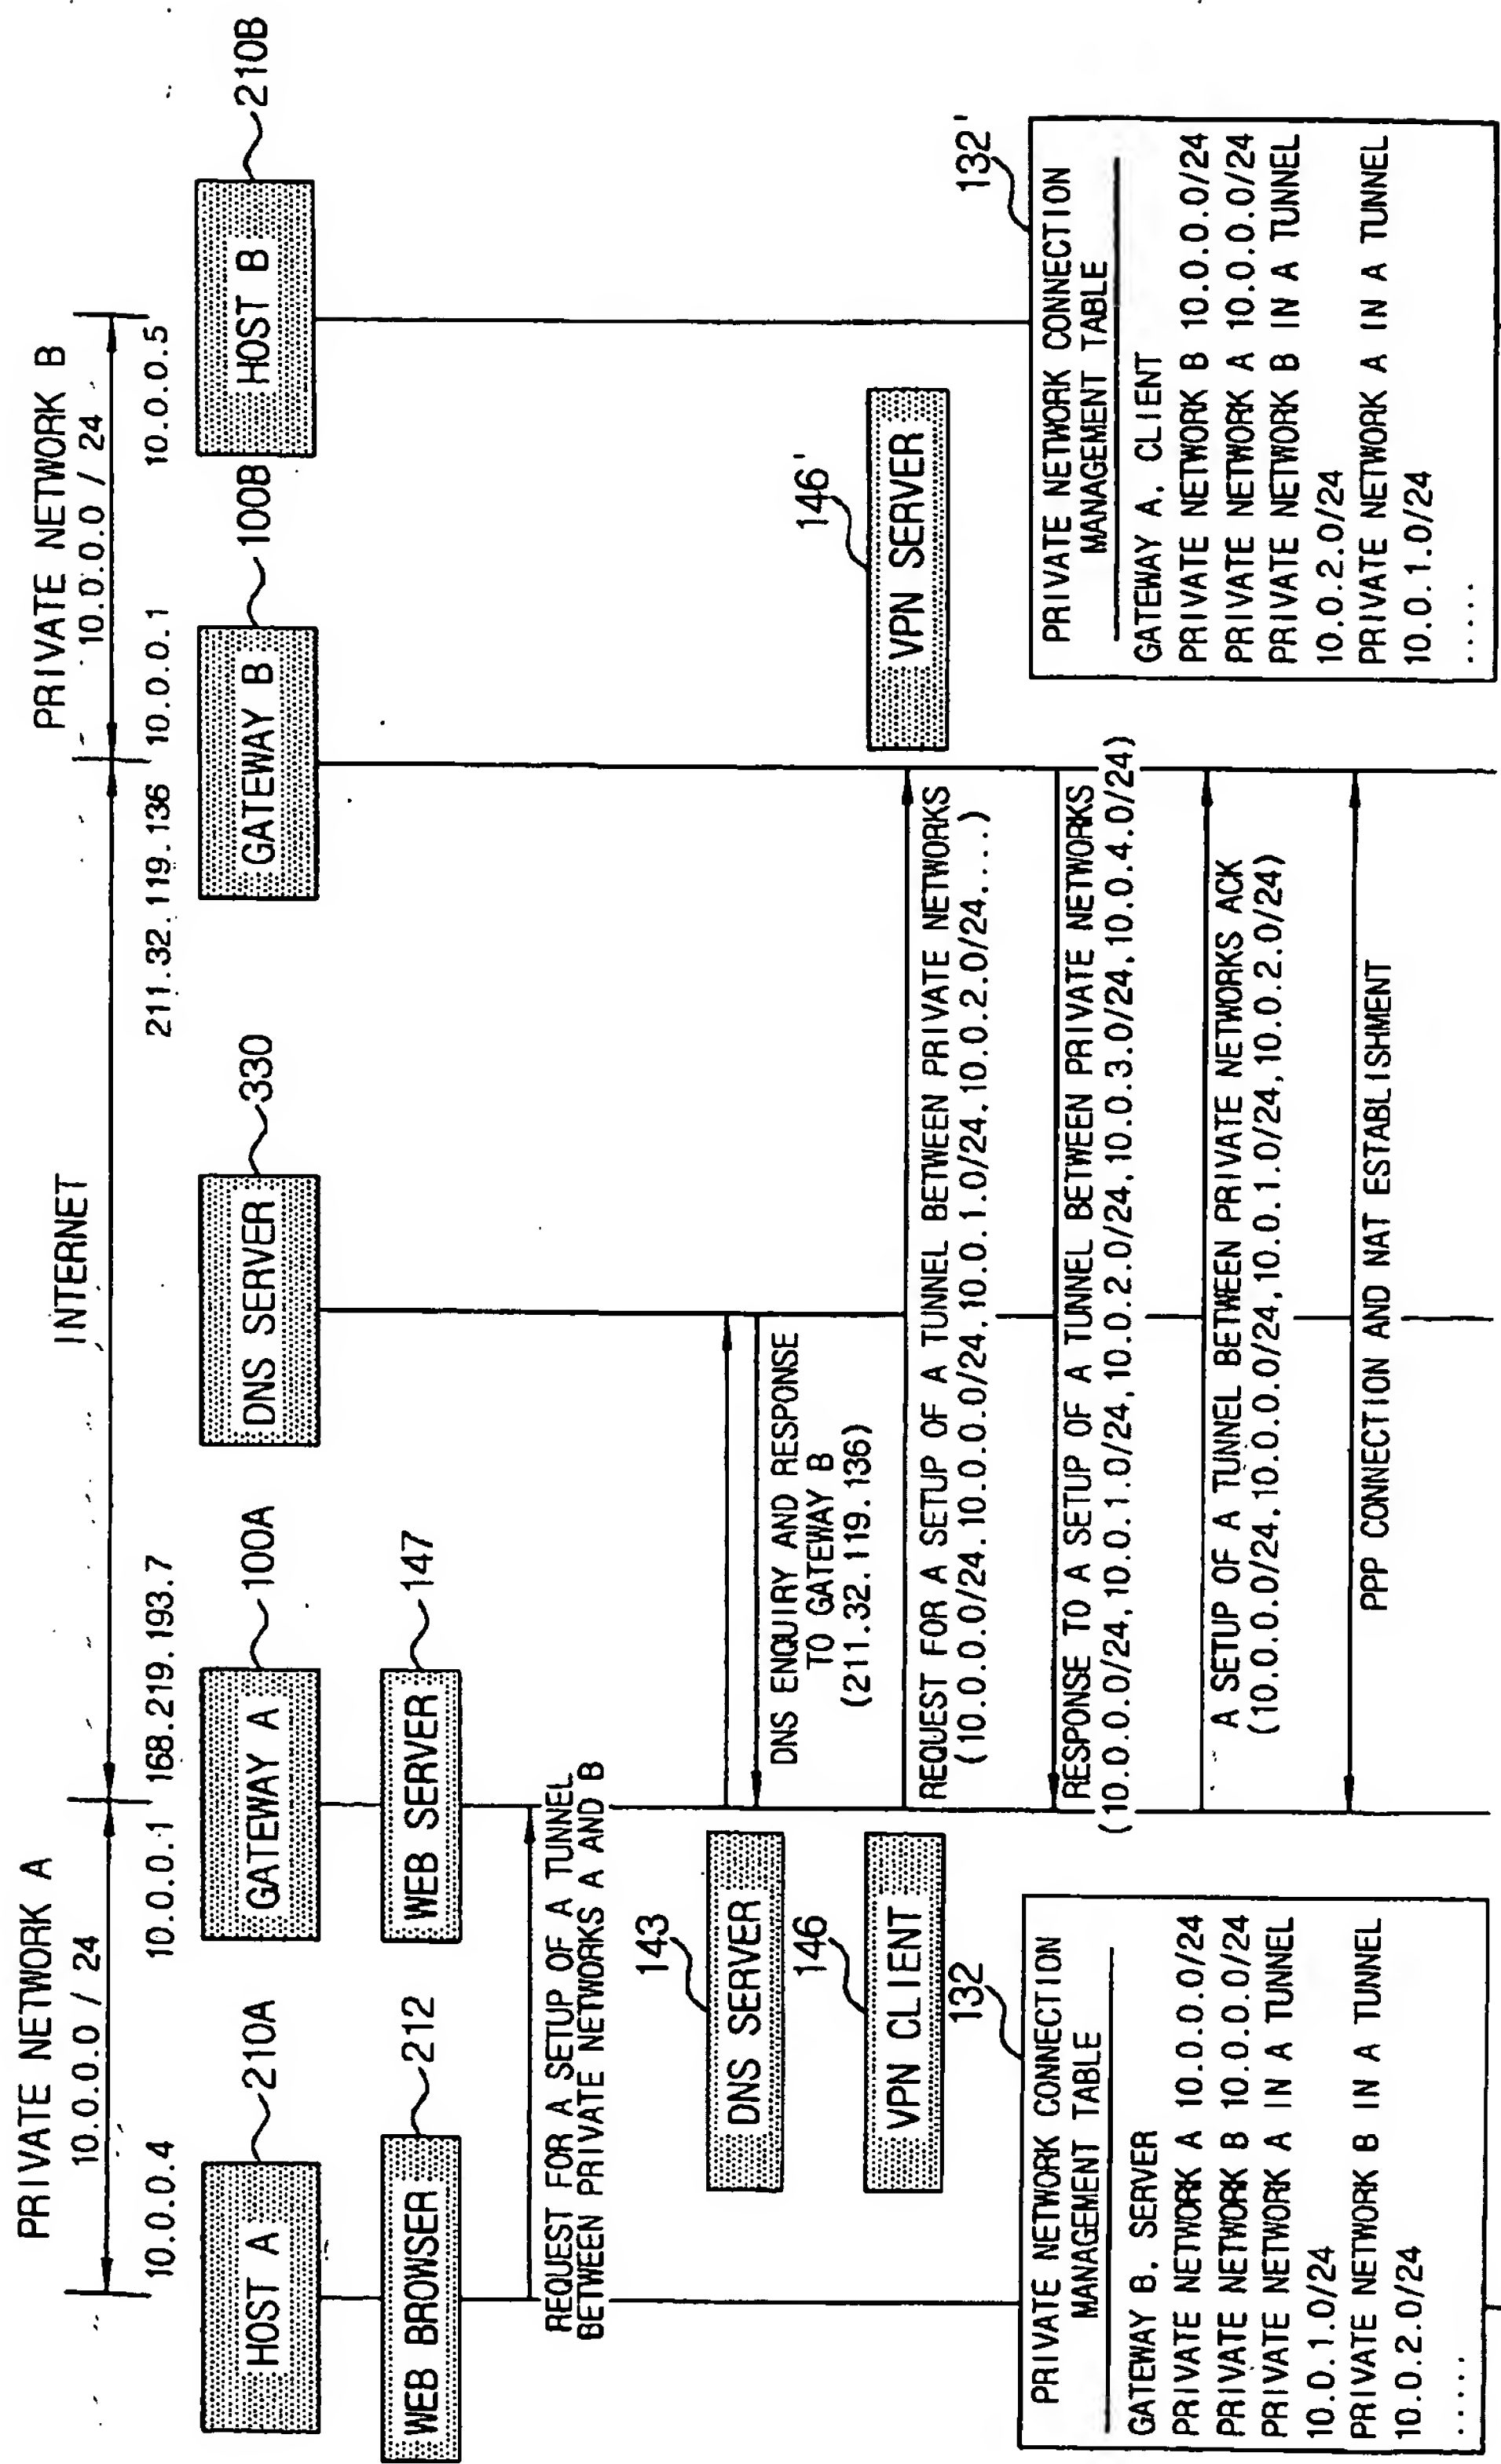 PRIVATE NETWORK A
10.0.0.0 / 24
INTERNET
PRIVATE NETWORK B
10.0.0.0 / 24
10.0.0.4
10.0.0.1
168.219.193.7
211.32.119.136
10.0.0.1
10.0.0.5
HOST A
210A
GATEWAY A
100A
DNS SERVER
330
GATEWAY B
100B
HOST B
210B
WEB BROWSER
212
WEB SERVER
147
REQUEST FOR A SETUP OF A TUNNEL
BETWEEN PRIVATE NETWORKS A AND B
143
DNS SERVER
DNS ENQUIRY AND RESPONSE
TO GATEWAY B
(211.32.119.136)
146
VPN CLIENT
146'
VPN SERVER
REQUEST FOR A SETUP OF A TUNNEL BETWEEN PRIVATE NETWORKS
(10.0.0.0/24.10.0.0.0/24,10.0.1.0/24,10.0.2.0/24....)
RESPONSE TO A SETUP OF A TUNNEL BETWEEN PRIVATE NETWORKS
(10.0.0.0/24,10.0.1.0/24,10.0.2.0/24,10.0.3.0/24,10.0.4.0/24)
A SETUP OF A TUNNEL BETWEEN PRIVATE NETWORKS ACK
(10.0.0.0/24,10.0.0.0/24,10.0.1.0/24,10.0.2.0/24)
PPP CONNECTION AND NAT ESTABLISHMENT
132
PRIVATE NETWORK CONNECTION
MANAGEMENT TABLE
GATEWAY B. SERVER
PRIVATE NETWORK A 10.0.0.0/24
PRIVATE NETWORK B 10.0.0.0/24
PRIVATE NETWORK A IN A TUNNEL
10.0.1.0/24
PRIVATE NETWORK B IN A TUNNEL
10.0.2.0/24
.....
132'
PRIVATE NETWORK CONNECTION
MANAGEMENT TABLE
GATEWAY A. CLIENT
PRIVATE NETWORK B 10.0.0.0/24
PRIVATE NETWORK A 10.0.0.0/24
PRIVATE NETWORK B IN A TUNNEL
10.0.2.0/24
PRIVATE NETWORK A IN A TUNNEL
10.0.1.0/24
.....